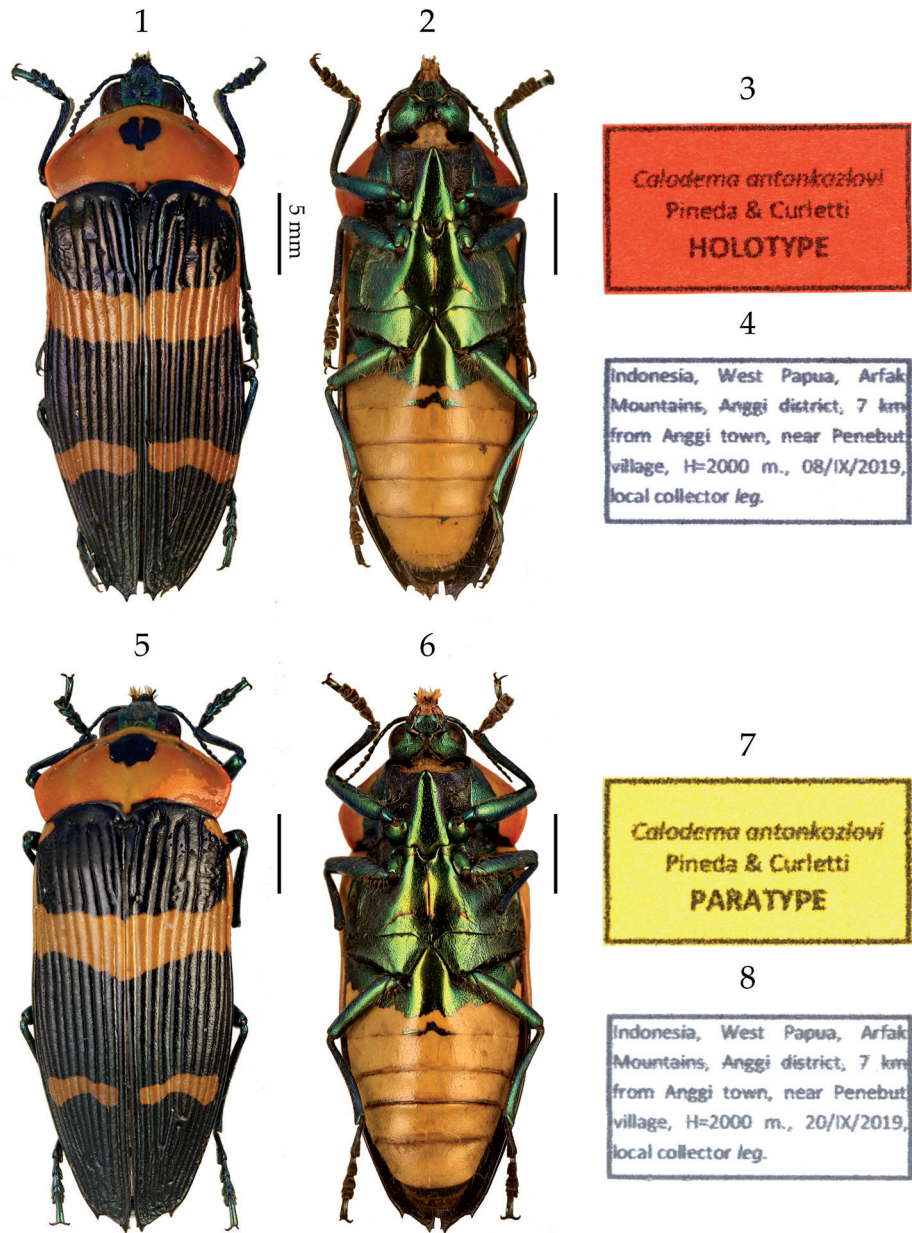 1
2
3
Calodema antonkozlovi
Pineda & Curletti
HOLOTYPE
5 mm
4
Indonesia, West Papua, Arfak
Mountains, Anggi district, 7 km
from Anggi town, near Penebut
village, H=2000 m., 08/IX/2019,
local collector leg.
5
6
7
Calodema antonkozlovi
Pineda & Curletti
PARATYPE
8
Indonesia, West Papua, Arfak
Mountains, Anggi district, 7 km
from Anggi town, near Penebut
village, H=2000 m., 20/IX/2019,
local collector leg.